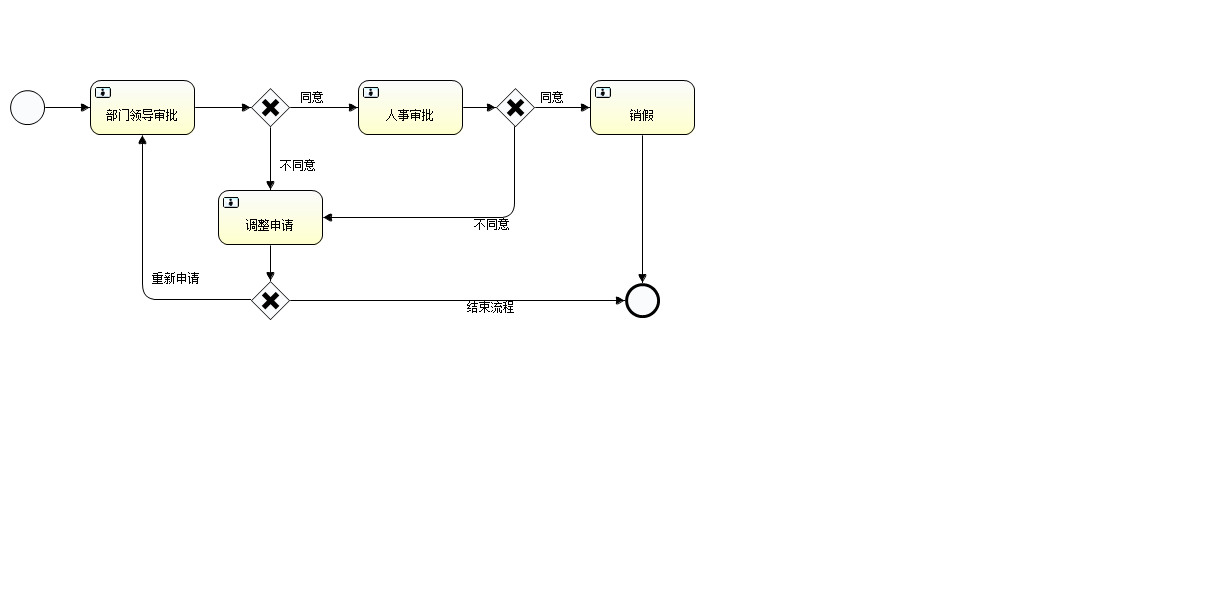 同意
同意
部门领导审批
人事审批
销假
不同意
调整申请
不同意
重新申请
结束流程